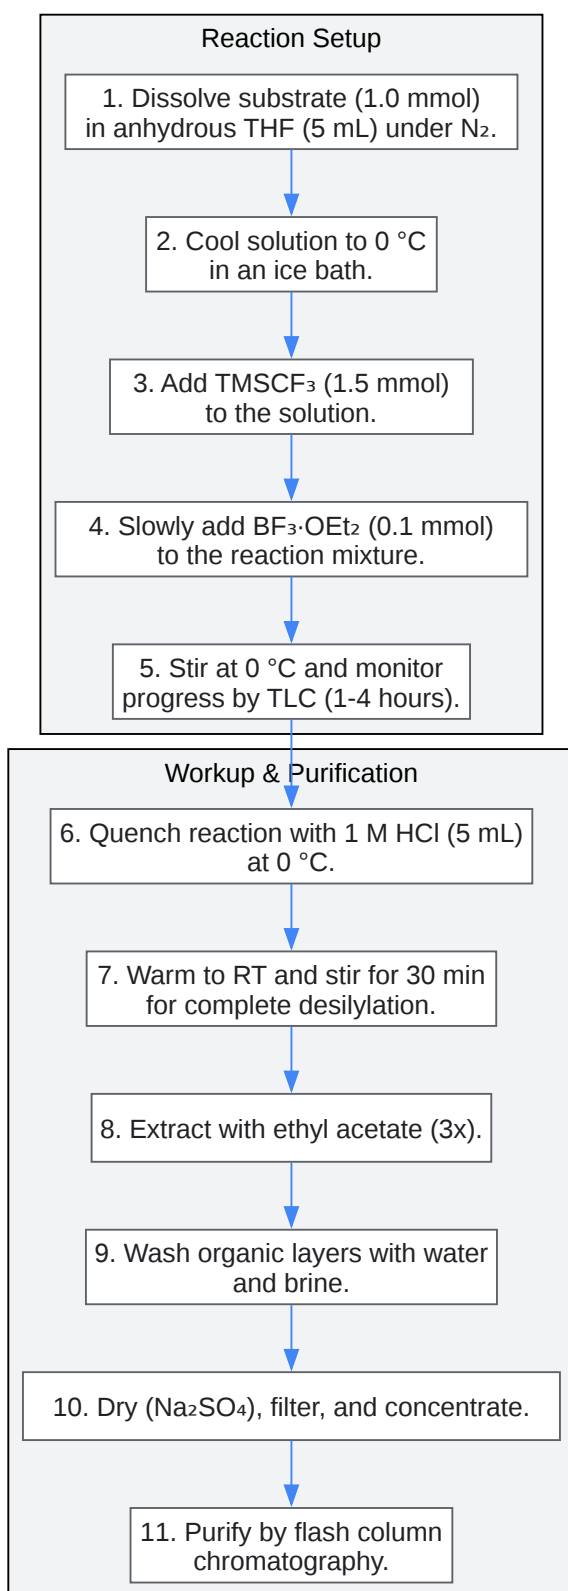 Reaction Setup
1. Dissolve substrate (1.0 mmol)
in anhydrous THF (5 mL) under N₂.
2. Cool solution to 0 °C
in an ice bath.
3. Add TMSCF₃ (1.5 mmol)
to the solution.
4. Slowly add BF₃·OEt₂ (0.1 mmol)
to the reaction mixture.
5. Stir at 0 °C and monitor
progress by TLC (1-4 hours).
Workup & Purification
6. Quench reaction with 1 M HCl (5 mL)
at 0 °C.
7. Warm to RT and stir for 30 min
for complete desilylation.
8. Extract with ethyl acetate (3x).
9. Wash organic layers with water
and brine.
10. Dry (Na₂SO₄), filter, and concentrate.
11. Purify by flash column
chromatography.